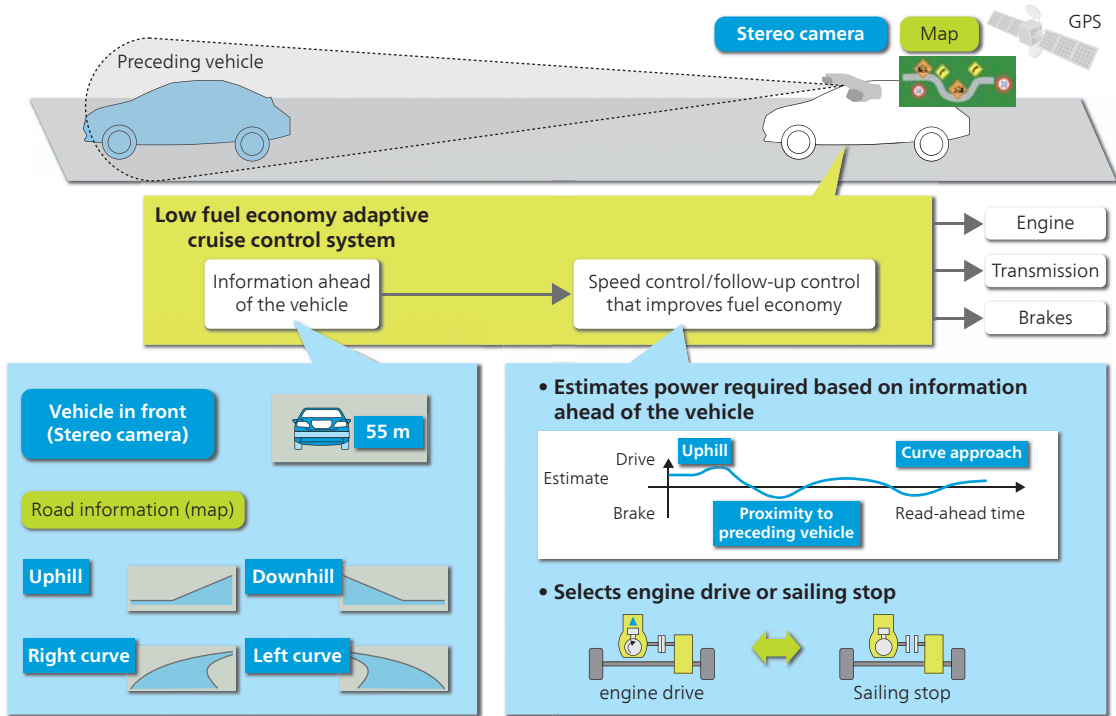 Stereo camera
Map
GPS
Preceding vehicle
Low fuel economy adaptive
cruise control system
Information ahead
of the vehicle
Speed control/follow-up control
that improves fuel economy
Engine
Transmission
Brakes
Vehicle in front
(Stereo camera)
55 m
Road information (map)
Uphill
Downhill
Right curve
Left curve
• Estimates power required based on information
ahead of the vehicle
Drive
Uphill
Curve approach
Estimate
Brake
Proximity to
preceding vehicle
Read-ahead time
• Selects engine drive or sailing stop
engine drive
Sailing stop